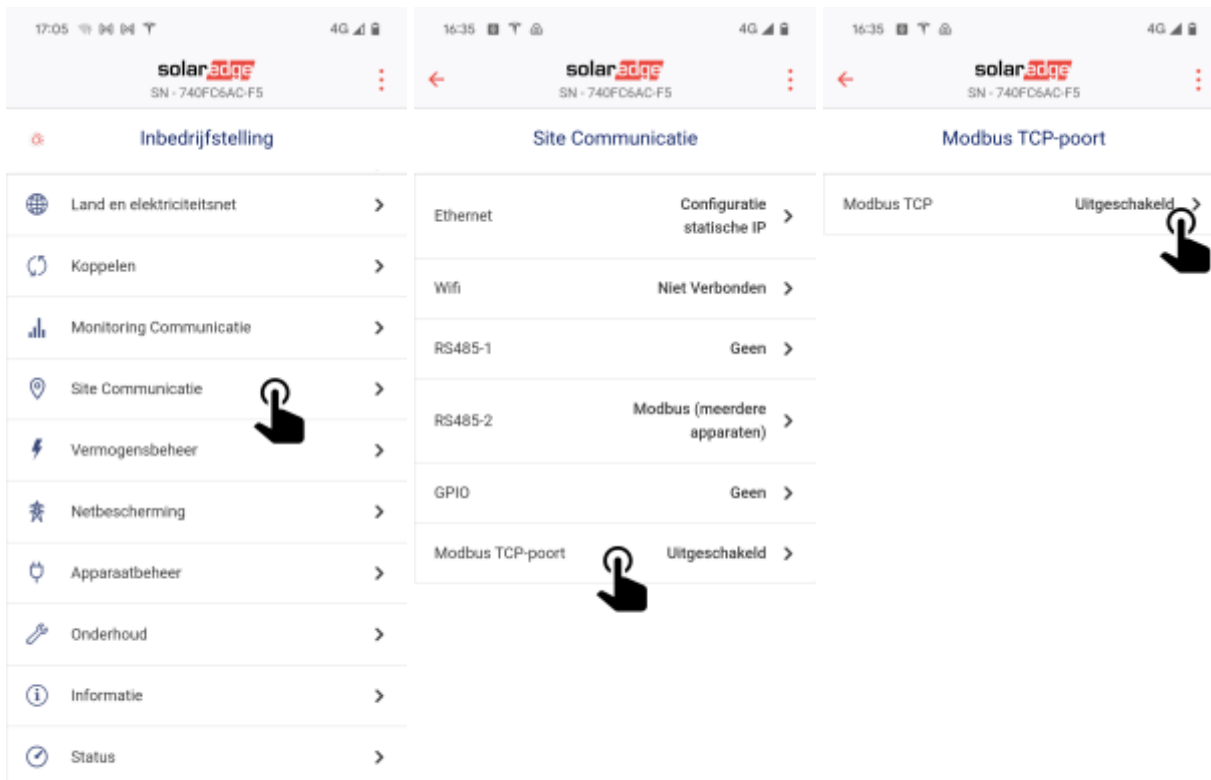 17:05
4G
solaredge
SN - 740FC6AC-F5
Inbedrijfstelling
Land en elektriciteitsnet
Koppelen
Monitoring Communicatie
Site Communicatie
Vermogensbeheer
Netbescherming
Apparaatbeheer
Onderhoud
Informatie
Status
16:35
4G
solaredge
SN - 740FC6AC-F5
Site Communicatie
Ethernet
Configuratie
statische IP
Wifi
Niet Verbonden
RS485-1
Geen
RS485-2
Modbus (meerdere
apparaten)
GPIO
Geen
Modbus TCP-poort
Uitgeschakeld
16:35
4G
solaredge
SN - 740FC6AC-F5
Modbus TCP-poort
Modbus TCP
Uitgeschakeld